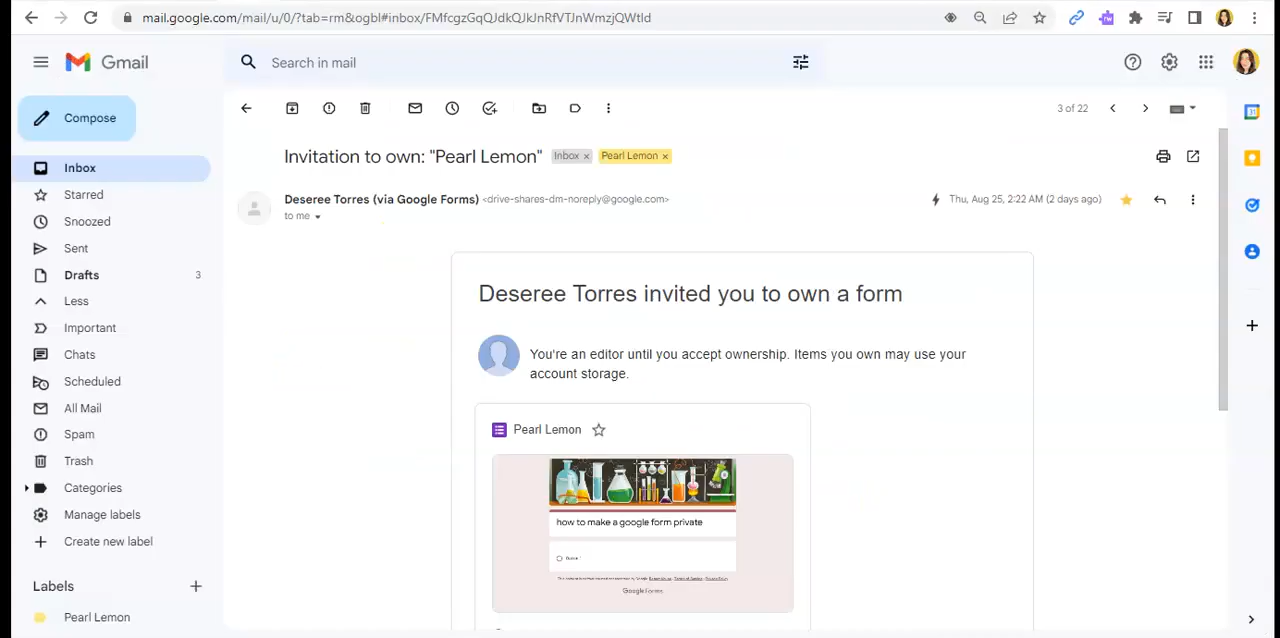 mail.google.com/mail/u/0/?tab=rm&ogbl#inbox/FMfcgzGqQJdkQJkJnRfVTJnWmzjQWtld
Gmail
Search in mail
Compose
3 of 22
Inbox
Starred
Snoozed
Sent
Drafts 3
Less
Important
Chats
Scheduled
All Mail
Spam
Trash
Categories
Manage labels
Create new label
Labels
Pearl Lemon
Invitation to own: "Pearl Lemon" Inbox x Pearl Lemon x
Deseree Torres (via Google Forms) <drive-shares-dm-noreply@google.com>
Thu, Aug 25, 2:22 AM (2 days ago)
to me
Deseree Torres invited you to own a form
You're an editor until you accept ownership. Items you own may use your
account storage.
Pearl Lemon
how to make a google form private
Google Forms